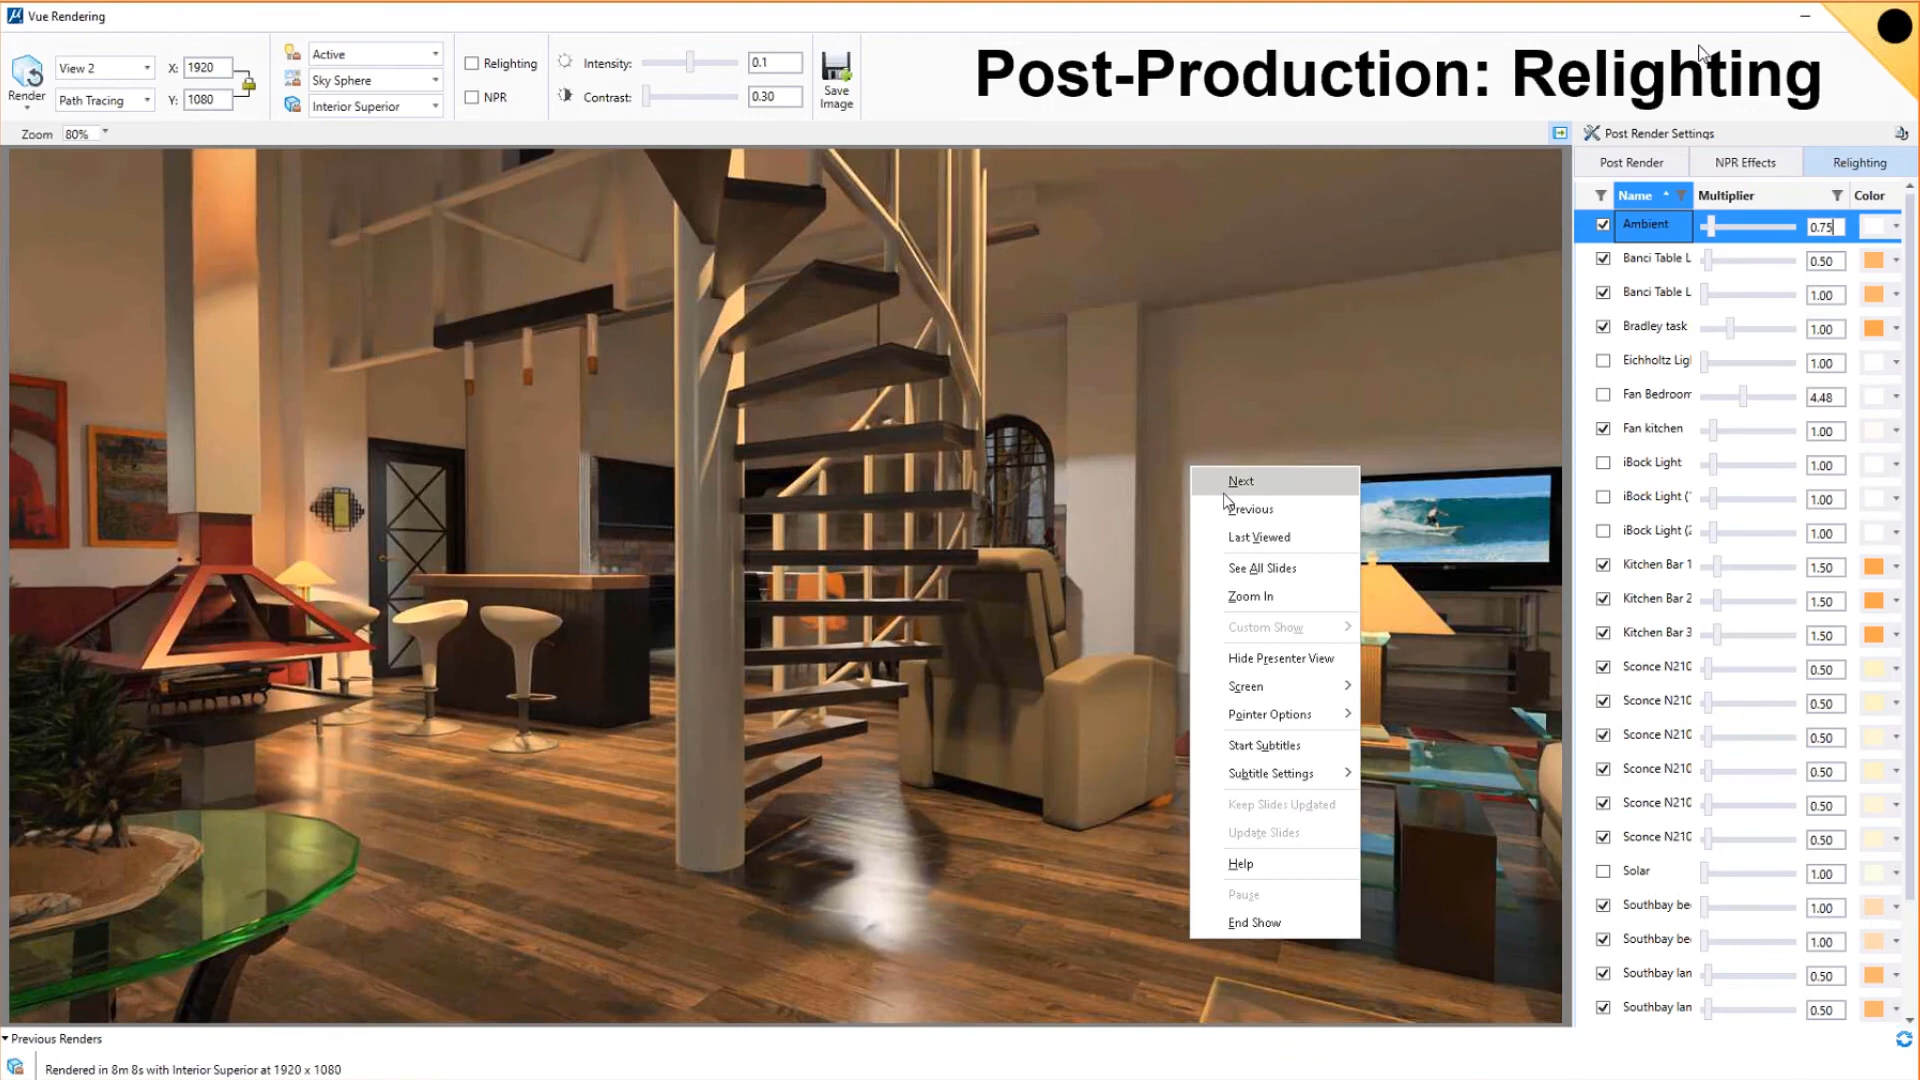 Vue Rendering
Render
View 2
Path Tracing
X: 1920
Y: 1080
Active
Sky Sphere
Interior Superior
Relighting
NPR
Intensity: 0.1
Contrast: 0.30
Save Image
Post-Production: Relighting
Zoom 80%
Post Render Settings
Post Render NPR Effects Relighting
Name Multiplier Color
Ambient 0.75
Banci Table L 0.50
Banci Table L 1.00
Bradley task 1.00
Eichholtz Lig 1.00
Fan Bedroom 4.48
Fan kitchen 1.00
iBock Light 1.00
iBock Light (1.00
iBock Light (2 1.00
Kitchen Bar 1 1.50
Kitchen Bar 2 1.50
Kitchen Bar 3 1.50
Sconce N210 0.50
Sconce N210 0.50
Sconce N210 0.50
Sconce N210 0.50
Sconce N210 0.50
Sconce N210 0.50
Solar 1.00
Southbay be 1.00
Southbay be 1.00
Southbay lan 0.50
Southbay lan 0.50
Next
Previous
Last Viewed
See All Slides
Zoom In
Custom Show
Hide Presenter View
Screen
Pointer Options
Start Subtitles
Subtitle Settings
Keep Slides Updated
Update Slides
Help
Pause
End Show
Previous Renders
Rendered in 8m 8s with Interior Superior at 1920 x 1080